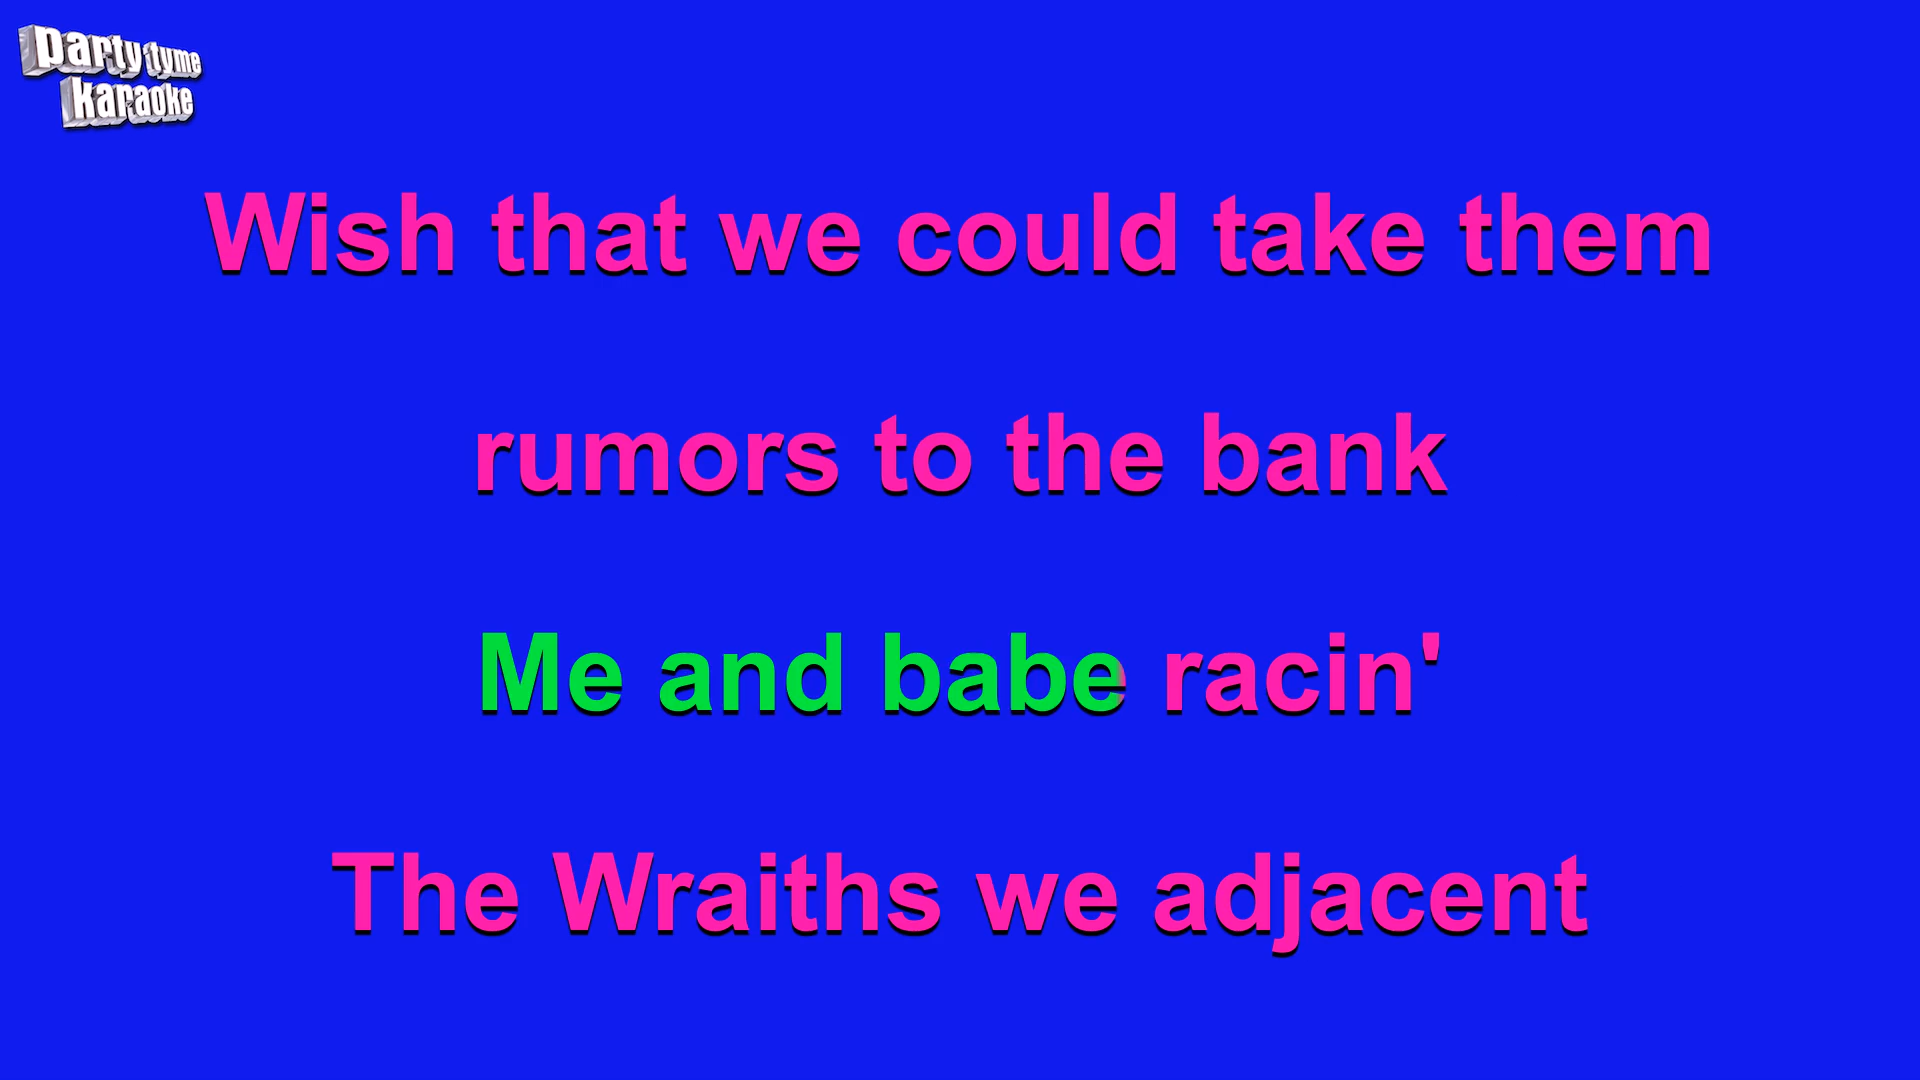 party tyme
karaoke
Wish that we could take them
rumors to the bank
Me and babe racin'
The Wraiths we adjacent